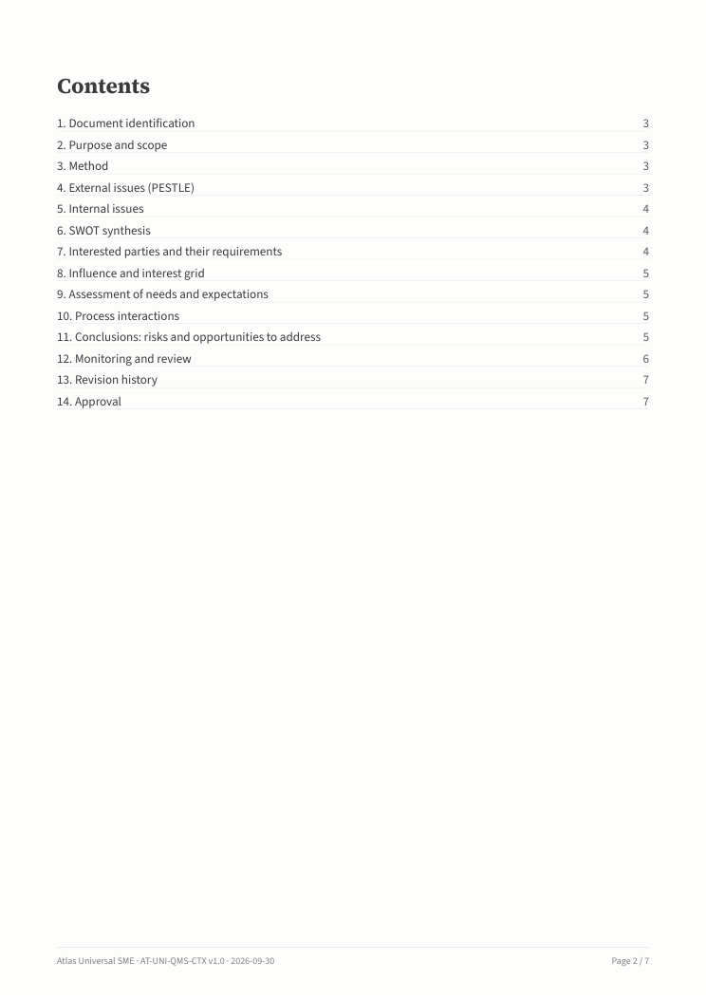 Contents
1. Document identification 3
2. Purpose and scope 3
3. Method 3
4. External issues (PESTLE) 3
5. Internal issues 4
6. SWOT synthesis 4
7. Interested parties and their requirements 4
8. Influence and interest grid 5
9. Assessment of needs and expectations 5
10. Process interactions 5
11. Conclusions: risks and opportunities to address 5
12. Monitoring and review 6
13. Revision history 7
14. Approval 7
Atlas Universal SME · AT-UNI-QMS-CTX v1.0 · 2026-09-30 Page 2 / 7